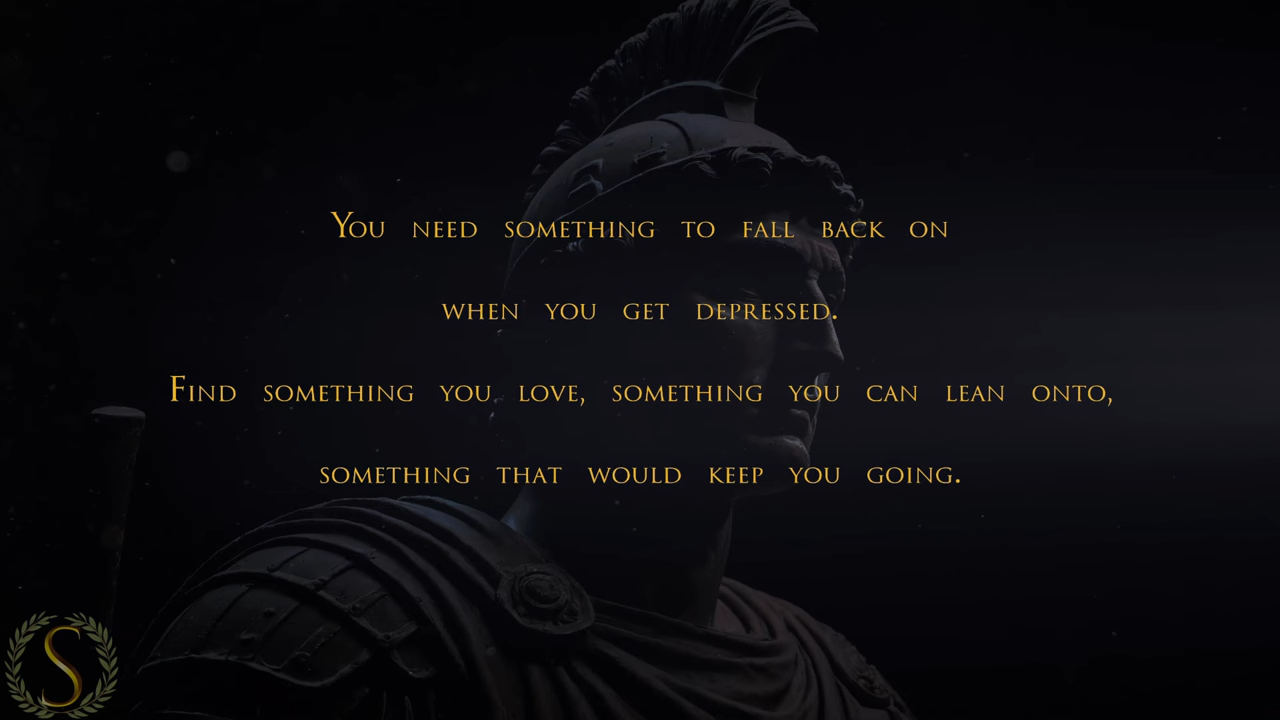 You need something to fall back on
when you get depressed.
Find something you love, something you can lean onto,
something that would keep you going.
S